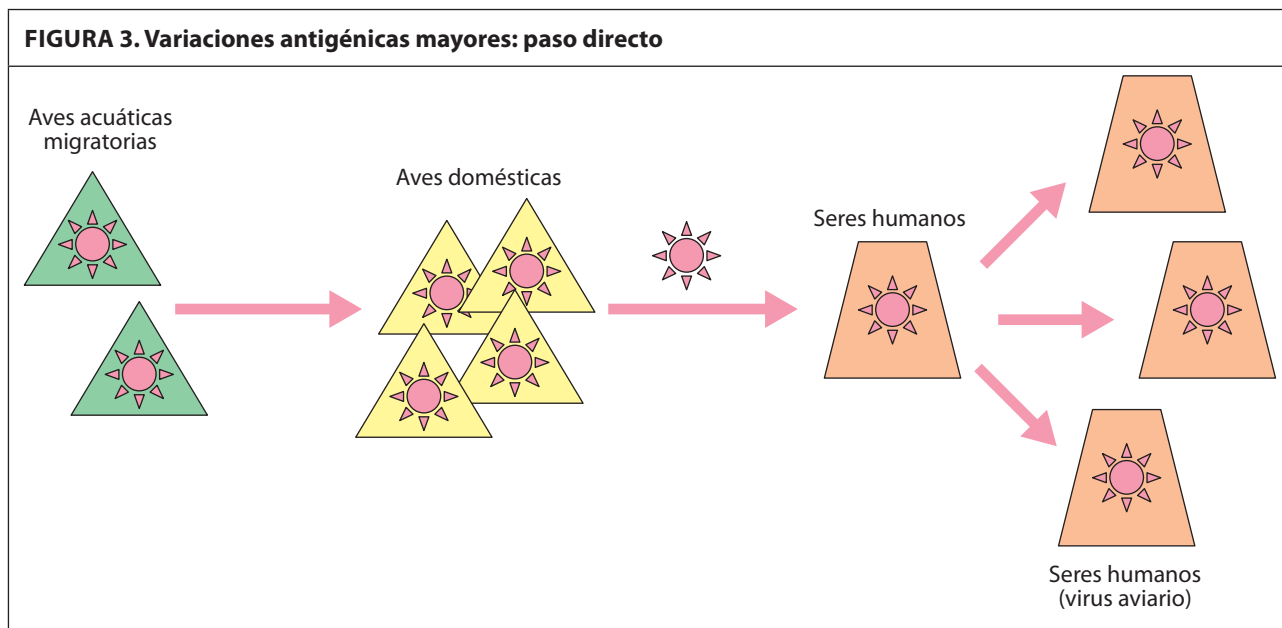 FIGURA 3. Variaciones antigénicas mayores: paso directo
Aves acuáticas
migratorias
Aves domésticas
Seres humanos
Seres humanos
(virus aviario)